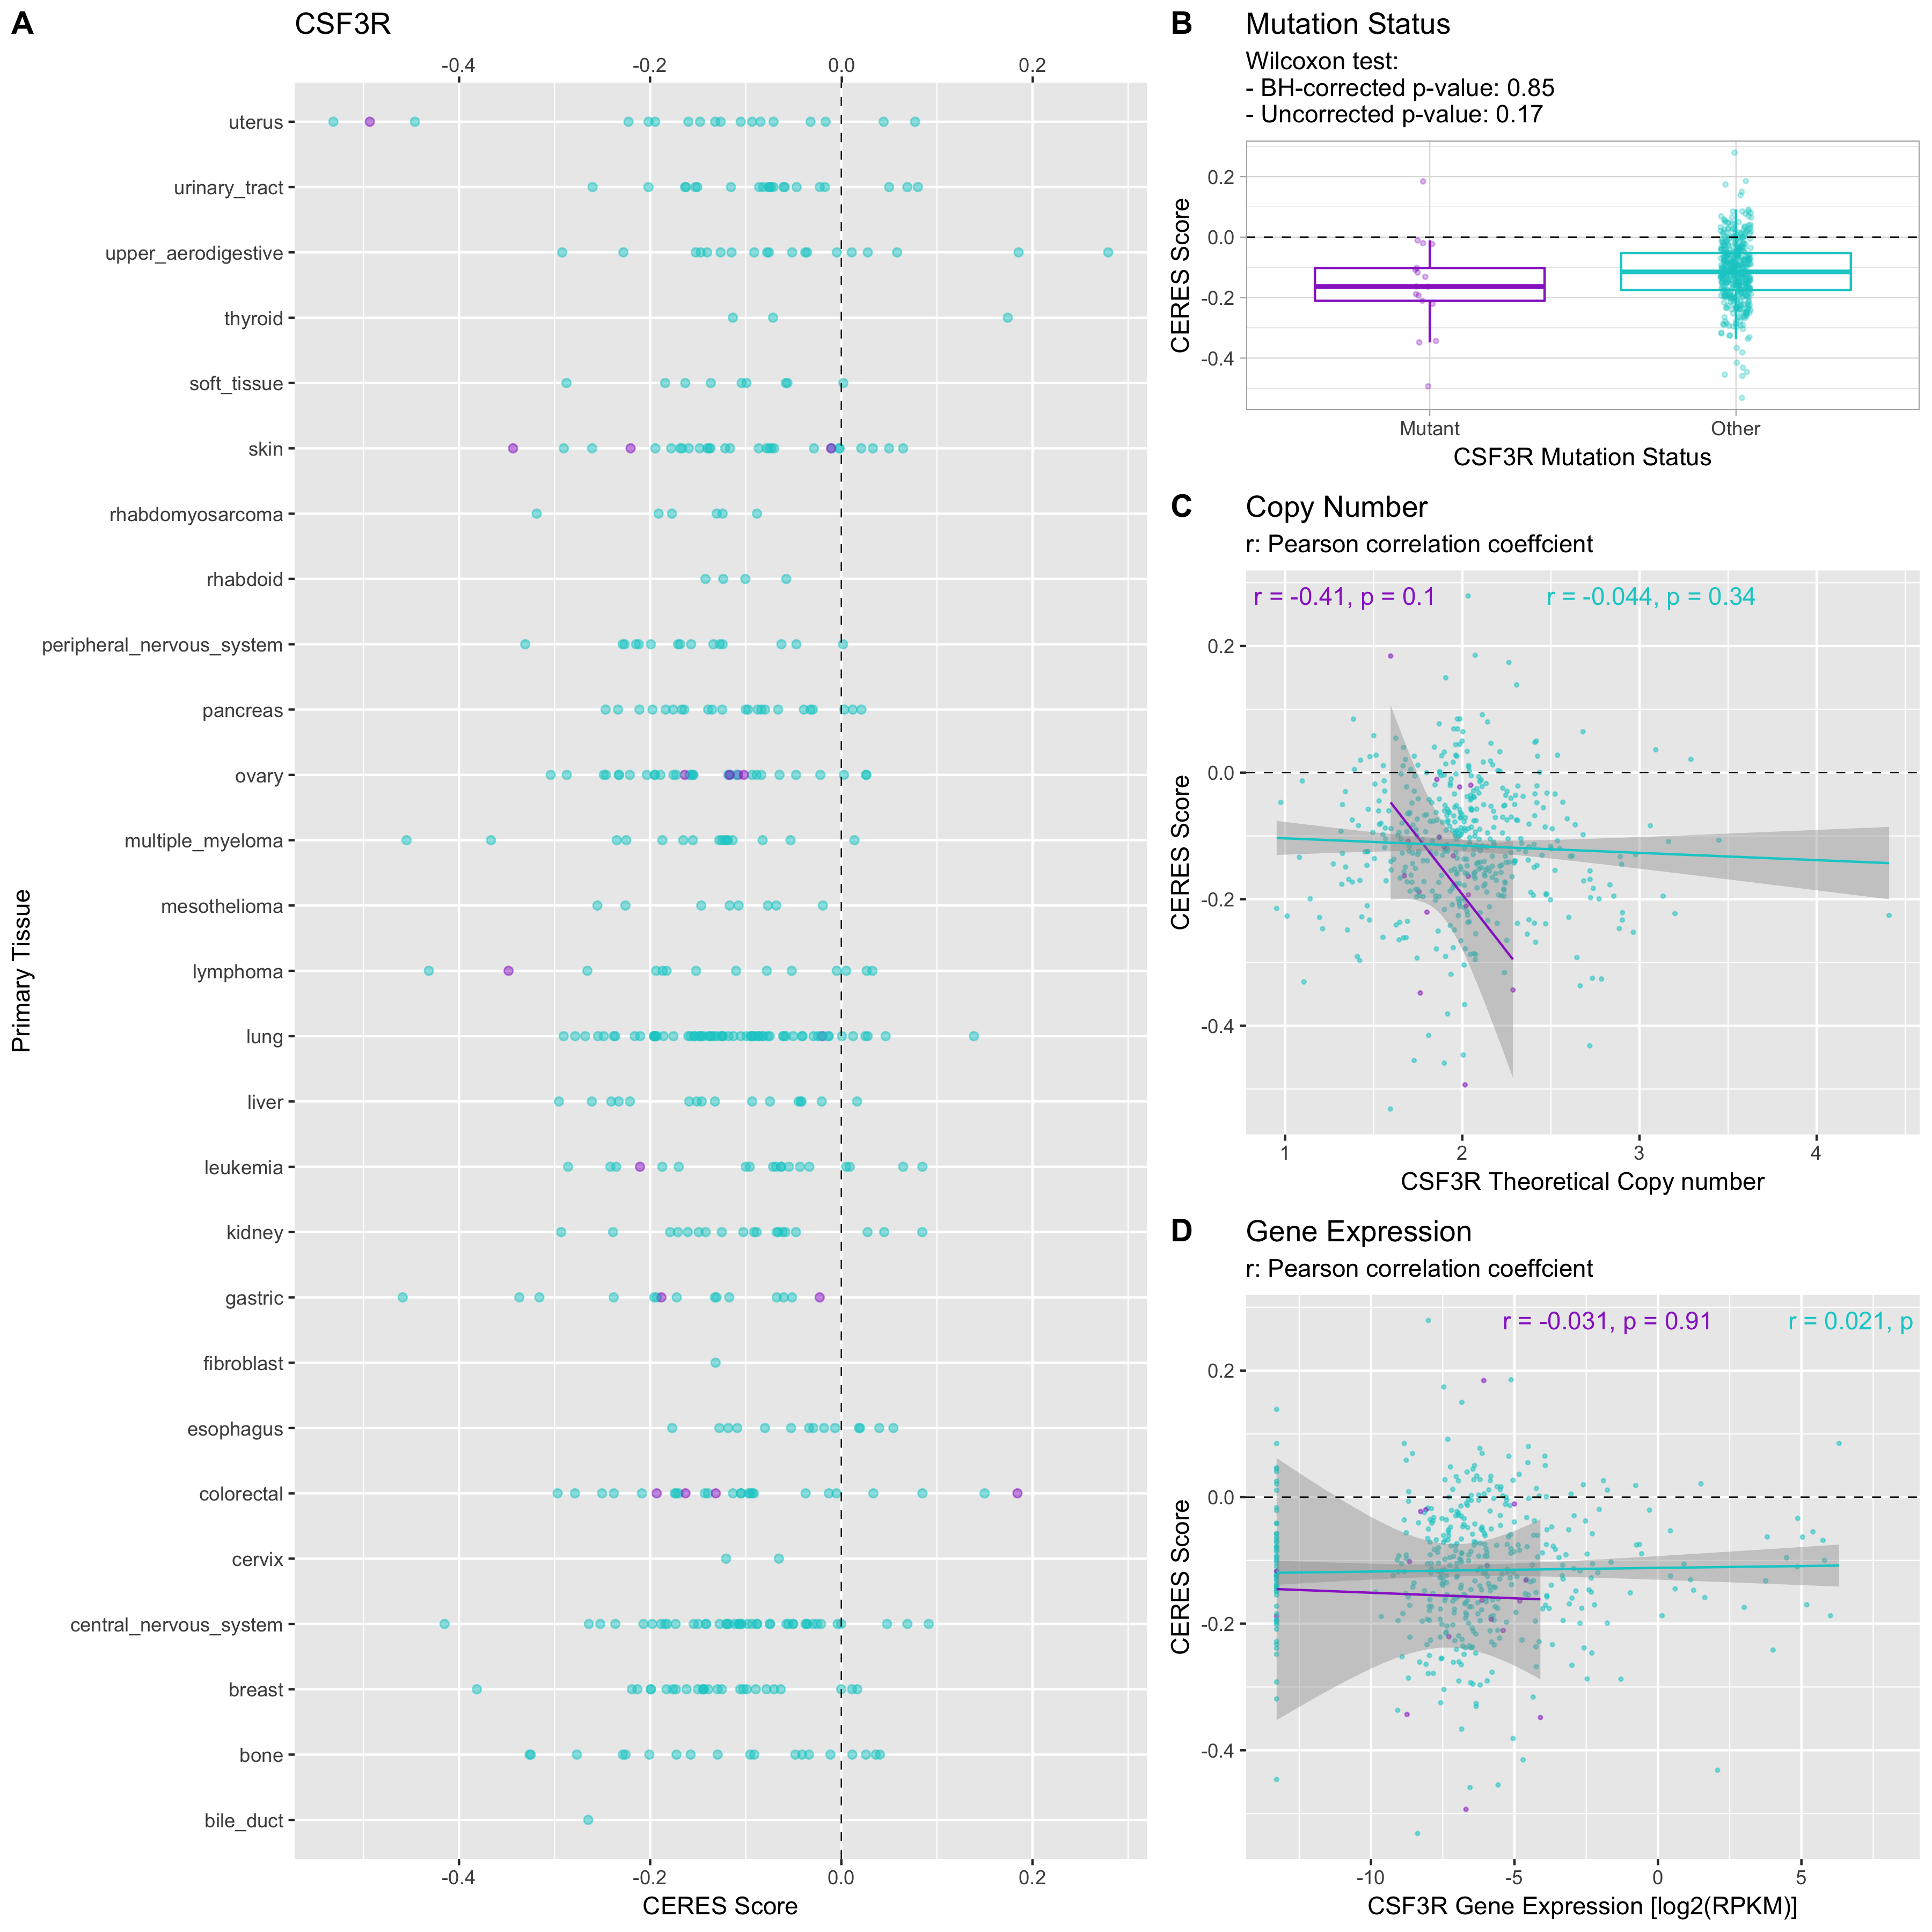 A
CSF3R
-0.4 -0.2 0.0 0.2
Primary Tissue
uterus
urinary_tract
upper_aerodigestive
thyroid
soft_tissue
skin
rhabdomyosarcoma
rhabdoid
peripheral_nervous_system
pancreas
ovary
multiple_myeloma
mesothelioma
lymphoma
lung
liver
leukemia
kidney
gastric
fibroblast
esophagus
colorectal
cervix
central_nervous_system
breast
bone
bile_duct
-0.4 -0.2 0.0 0.2
CERES Score
B
Mutation Status
Wilcoxon test:
- BH-corrected p-value: 0.85
- Uncorrected p-value: 0.17
CERES Score
0.2
0.0
-0.2
-0.4
Mutant Other
CSF3R Mutation Status
C
Copy Number
r: Pearson correlation coeffcient
r = -0.41, p = 0.1 r = -0.044, p = 0.34
CERES Score
0.2
0.0
-0.2
-0.4
1 2 3 4
CSF3R Theoretical Copy number
D
Gene Expression
r: Pearson correlation coeffcient
r = -0.031, p = 0.91 r = 0.021, p
CERES Score
0.2
0.0
-0.2
-0.4
-10 -5 0 5
CSF3R Gene Expression [log2(RPKM)]